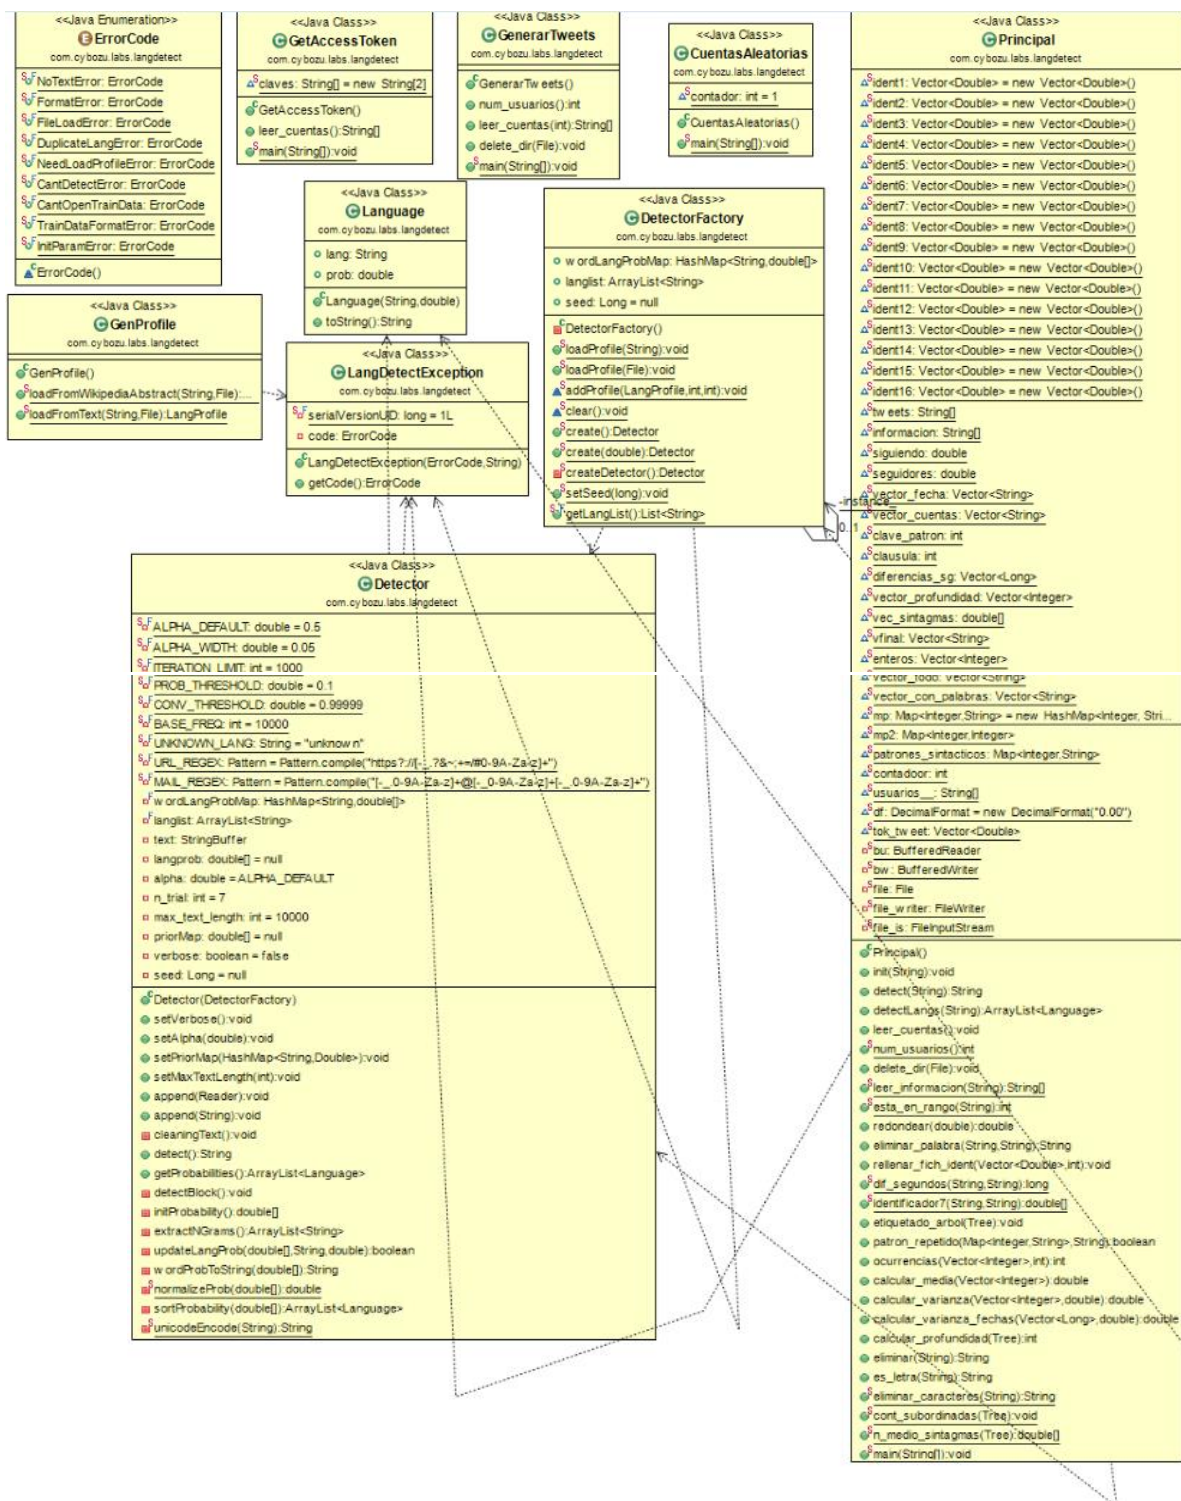 <<Java Enumeration>>
ErrorCode
com.cybozu.labs.langdetect
NoTextError: ErrorCode
FormatError: ErrorCode
FileLoadError: ErrorCode
DuplicateLangError: ErrorCode
NeedLoadProfileError: ErrorCode
CantDetectError: ErrorCode
CantOpenTrainData: ErrorCode
TrainDataFormatError: ErrorCode
InitParamError: ErrorCode
ErrorCode()
<<Java Class>>
GetAccessToken
com.cybozu.labs.langdetect
claves: String[] = new String[2]
GetAccessToken()
leer_cuentas():String[]
main(String[]):void
<<Java Class>>
GenerarTweets
com.cybozu.labs.langdetect
GenerarTweets()
num_usuarios():int
leer_cuentas(int):String[]
delete_dir(File):void
main(String[]):void
<<Java Class>>
CuentasAleatorias
com.cybozu.labs.langdetect
contador: int = 1
CuentasAleatorias()
main(String[]):void
<<Java Class>>
GenProfile
com.cybozu.labs.langdetect
GenProfile()
loadFromWikipediaAbstract(String,File):...
loadFromText(String,File):LangProfile
<<Java Class>>
Language
com.cybozu.labs.langdetect
lang: String
prob: double
Language(String,double)
toString():String
<<Java Class>>
LangDetectException
com.cybozu.labs.langdetect
serialVersionUID: long = 1L
code: ErrorCode
LangDetectException(ErrorCode,String)
getCode():ErrorCode
<<Java Class>>
DetectorFactory
com.cybozu.labs.langdetect
wordLangProbMap: HashMap<String,double[]>
langlist: ArrayList<String>
seed: Long = null
DetectorFactory()
loadProfile(String):void
loadProfile(File):void
addProfile(LangProfile,int,int):void
clear():void
create():Detector
create(double):Detector
createDetector():Detector
setSeed(long):void
getLangList():List<String>
-instance_
0..1
<<Java Class>>
Detector
com.cybozu.labs.langdetect
ALPHA_DEFAULT: double = 0.5
ALPHA_WIDTH: double = 0.05
ITERATION_LIMIT: int = 1000
PROB_THRESHOLD: double = 0.1
CONV_THRESHOLD: double = 0.99999
BASE_FREQ: int = 10000
UNKNOWN_LANG: String = "unknown"
URL_REGEX: Pattern = Pattern.compile("https?://[-_.?&~;+=/#0-9A-Za-z]+")
MAIL_REGEX: Pattern = Pattern.compile("[-_.0-9A-Za-z]+@[-_0-9A-Za-z]+[-_.0-9A-Za-z]+")
wordLangProbMap: HashMap<String,double[]>
langlist: ArrayList<String>
text: StringBuffer
langprob: double[] = null
alpha: double = ALPHA_DEFAULT
n_trial: int = 7
max_text_length: int = 10000
priorMap: double[] = null
verbose: boolean = false
seed: Long = null
Detector(DetectorFactory)
setVerbose():void
setAlpha(double):void
setPriorMap(HashMap<String,Double>):void
setMaxTextLength(int):void
append(Reader):void
append(String):void
cleaningText():void
detect():String
getProbabilities():ArrayList<Language>
detectBlock():void
initProbability():double[]
extractNGrams():ArrayList<String>
updateLangProb(double[],String,double):boolean
wordProbToString(double[]):String
normalizeProb(double[]):double
sortProbability(double[]):ArrayList<Language>
unicodeEncode(String):String
<<Java Class>>
Principal
com.cybozu.labs.langdetect
ident1: Vector<Double> = new Vector<Double>()
ident2: Vector<Double> = new Vector<Double>()
ident3: Vector<Double> = new Vector<Double>()
ident4: Vector<Double> = new Vector<Double>()
ident5: Vector<Double> = new Vector<Double>()
ident6: Vector<Double> = new Vector<Double>()
ident7: Vector<Double> = new Vector<Double>()
ident8: Vector<Double> = new Vector<Double>()
ident9: Vector<Double> = new Vector<Double>()
ident10: Vector<Double> = new Vector<Double>()
ident11: Vector<Double> = new Vector<Double>()
ident12: Vector<Double> = new Vector<Double>()
ident13: Vector<Double> = new Vector<Double>()
ident14: Vector<Double> = new Vector<Double>()
ident15: Vector<Double> = new Vector<Double>()
ident16: Vector<Double> = new Vector<Double>()
tweets: String[]
informacion: String[]
siguiendo: double
seguidores: double
vector_fecha: Vector<String>
vector_cuentas: Vector<String>
clave_patron: int
clausula: int
diferencias_sg: Vector<Long>
vector_profundidad: Vector<Integer>
vec_sintagmas: double[]
vfinal: Vector<String>
enteros: Vector<Integer>
vector_todo: Vector<String>
vector_con_palabras: Vector<String>
mp: Map<Integer,String> = new HashMap<Integer, Stri...
mp2: Map<Integer,Integer>
patrones_sintacticos: Map<Integer,String>
contadoor: int
usuarios__: String[]
df: DecimalFormat = new DecimalFormat("0.00")
tok_tweet: Vector<Double>
bu: BufferedReader
bw: BufferedWriter
file: File
file_writer: FileWriter
file_is: FileInputStream
Principal()
init(String):void
detect(String):String
detectLangs(String):ArrayList<Language>
leer_cuentas():void
num_usuarios():int
delete_dir(File):void
leer_informacion(String):String[]
esta_en_rango(String):int
redondear(double):double
eliminar_palabra(String,String):String
rellenar_fich_ident(Vector<Double>,int):void
dif_segundos(String,String):long
identificador7(String,String):double[]
etiquetado_arbol(Tree):void
patron_repetido(Map<Integer,String>,String):boolean
ocurrencias(Vector<Integer>,int):int
calcular_media(Vector<Integer>):double
calcular_varianza(Vector<Integer>,double):double
calcular_varianza_fechas(Vector<Long>,double):double
calcular_profundidad(Tree):int
eliminar(String):String
es_letra(String):String
eliminar_caracteres(String):String
cont_subordinadas(Tree):void
n_medio_sintagmas(Tree):double[]
main(String[]):void